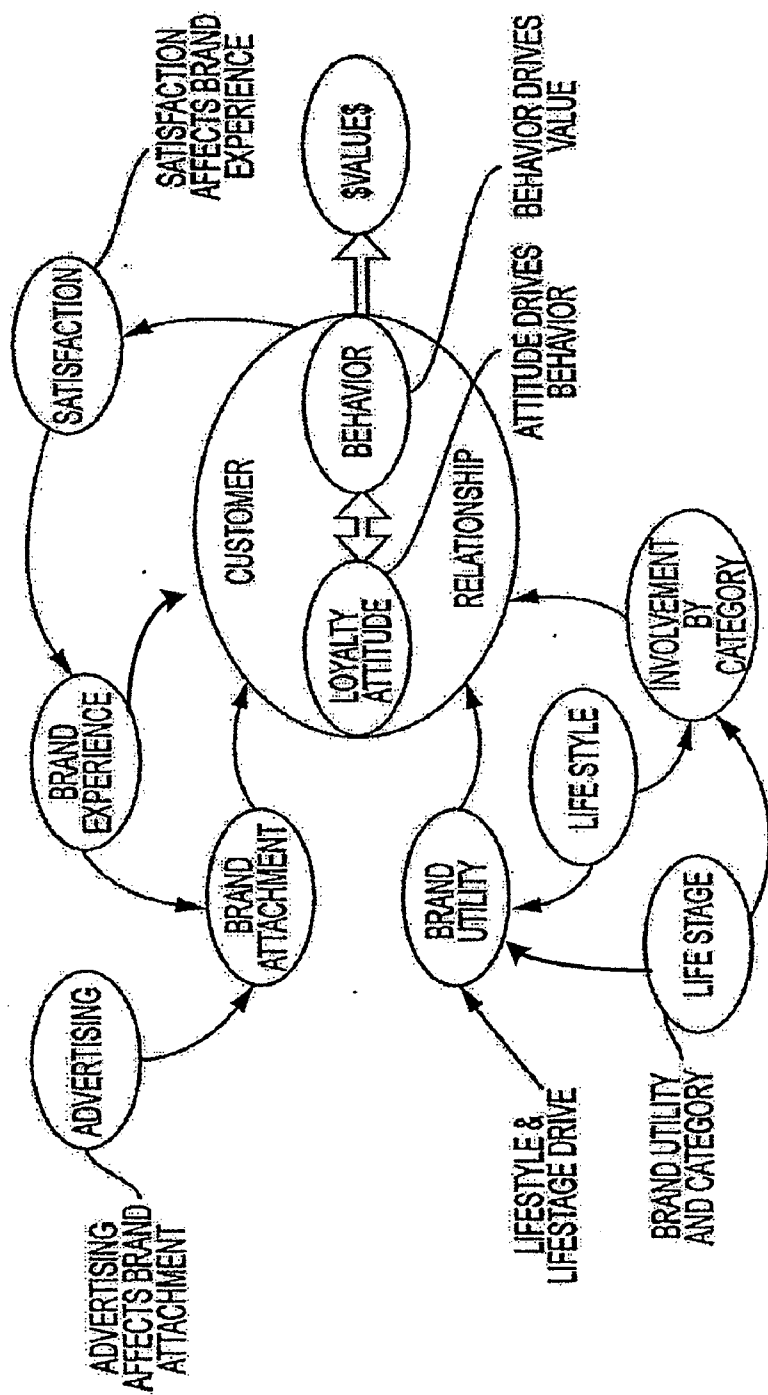 ADVERTISING
AFFECTS BRAND
ATTACHMENT
ADVERTISING
BRAND
EXPERIENCE
SATISFACTION
SATISFACTION
AFFECTS BRAND
EXPERIENCE
BRAND
ATTACHMENT
CUSTOMER
LOYALTY
ATTITUDE
BEHAVIOR
$VALUE$
RELATIONSHIP
BRAND
UTILITY
LIFE STYLE
LIFESTYLE &
LIFESTAGE DRIVE
ATTITUDE DRIVES
BEHAVIOR
BEHAVIOR DRIVES
VALUE
INVOLVEMENT
BY
CATEGORY
LIFE STAGE
BRAND UTILITY
AND CATEGORY